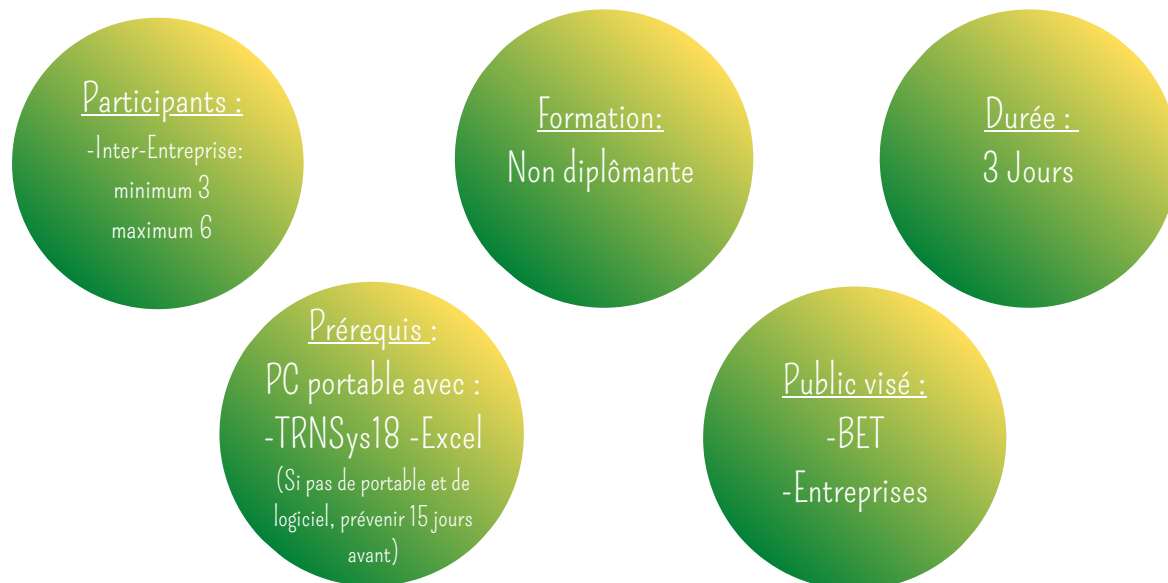 Participants :
-Inter-Entreprise:
minimum 3
maximum 6
Formation:
Non diplômante
Durée :
3 Jours
Prérequis :
PC portable avec :
-TRNSys18 -Excel
(Si pas de portable et de
logiciel, prévenir 15 jours
avant)
Public visé :
-BET
-Entreprises